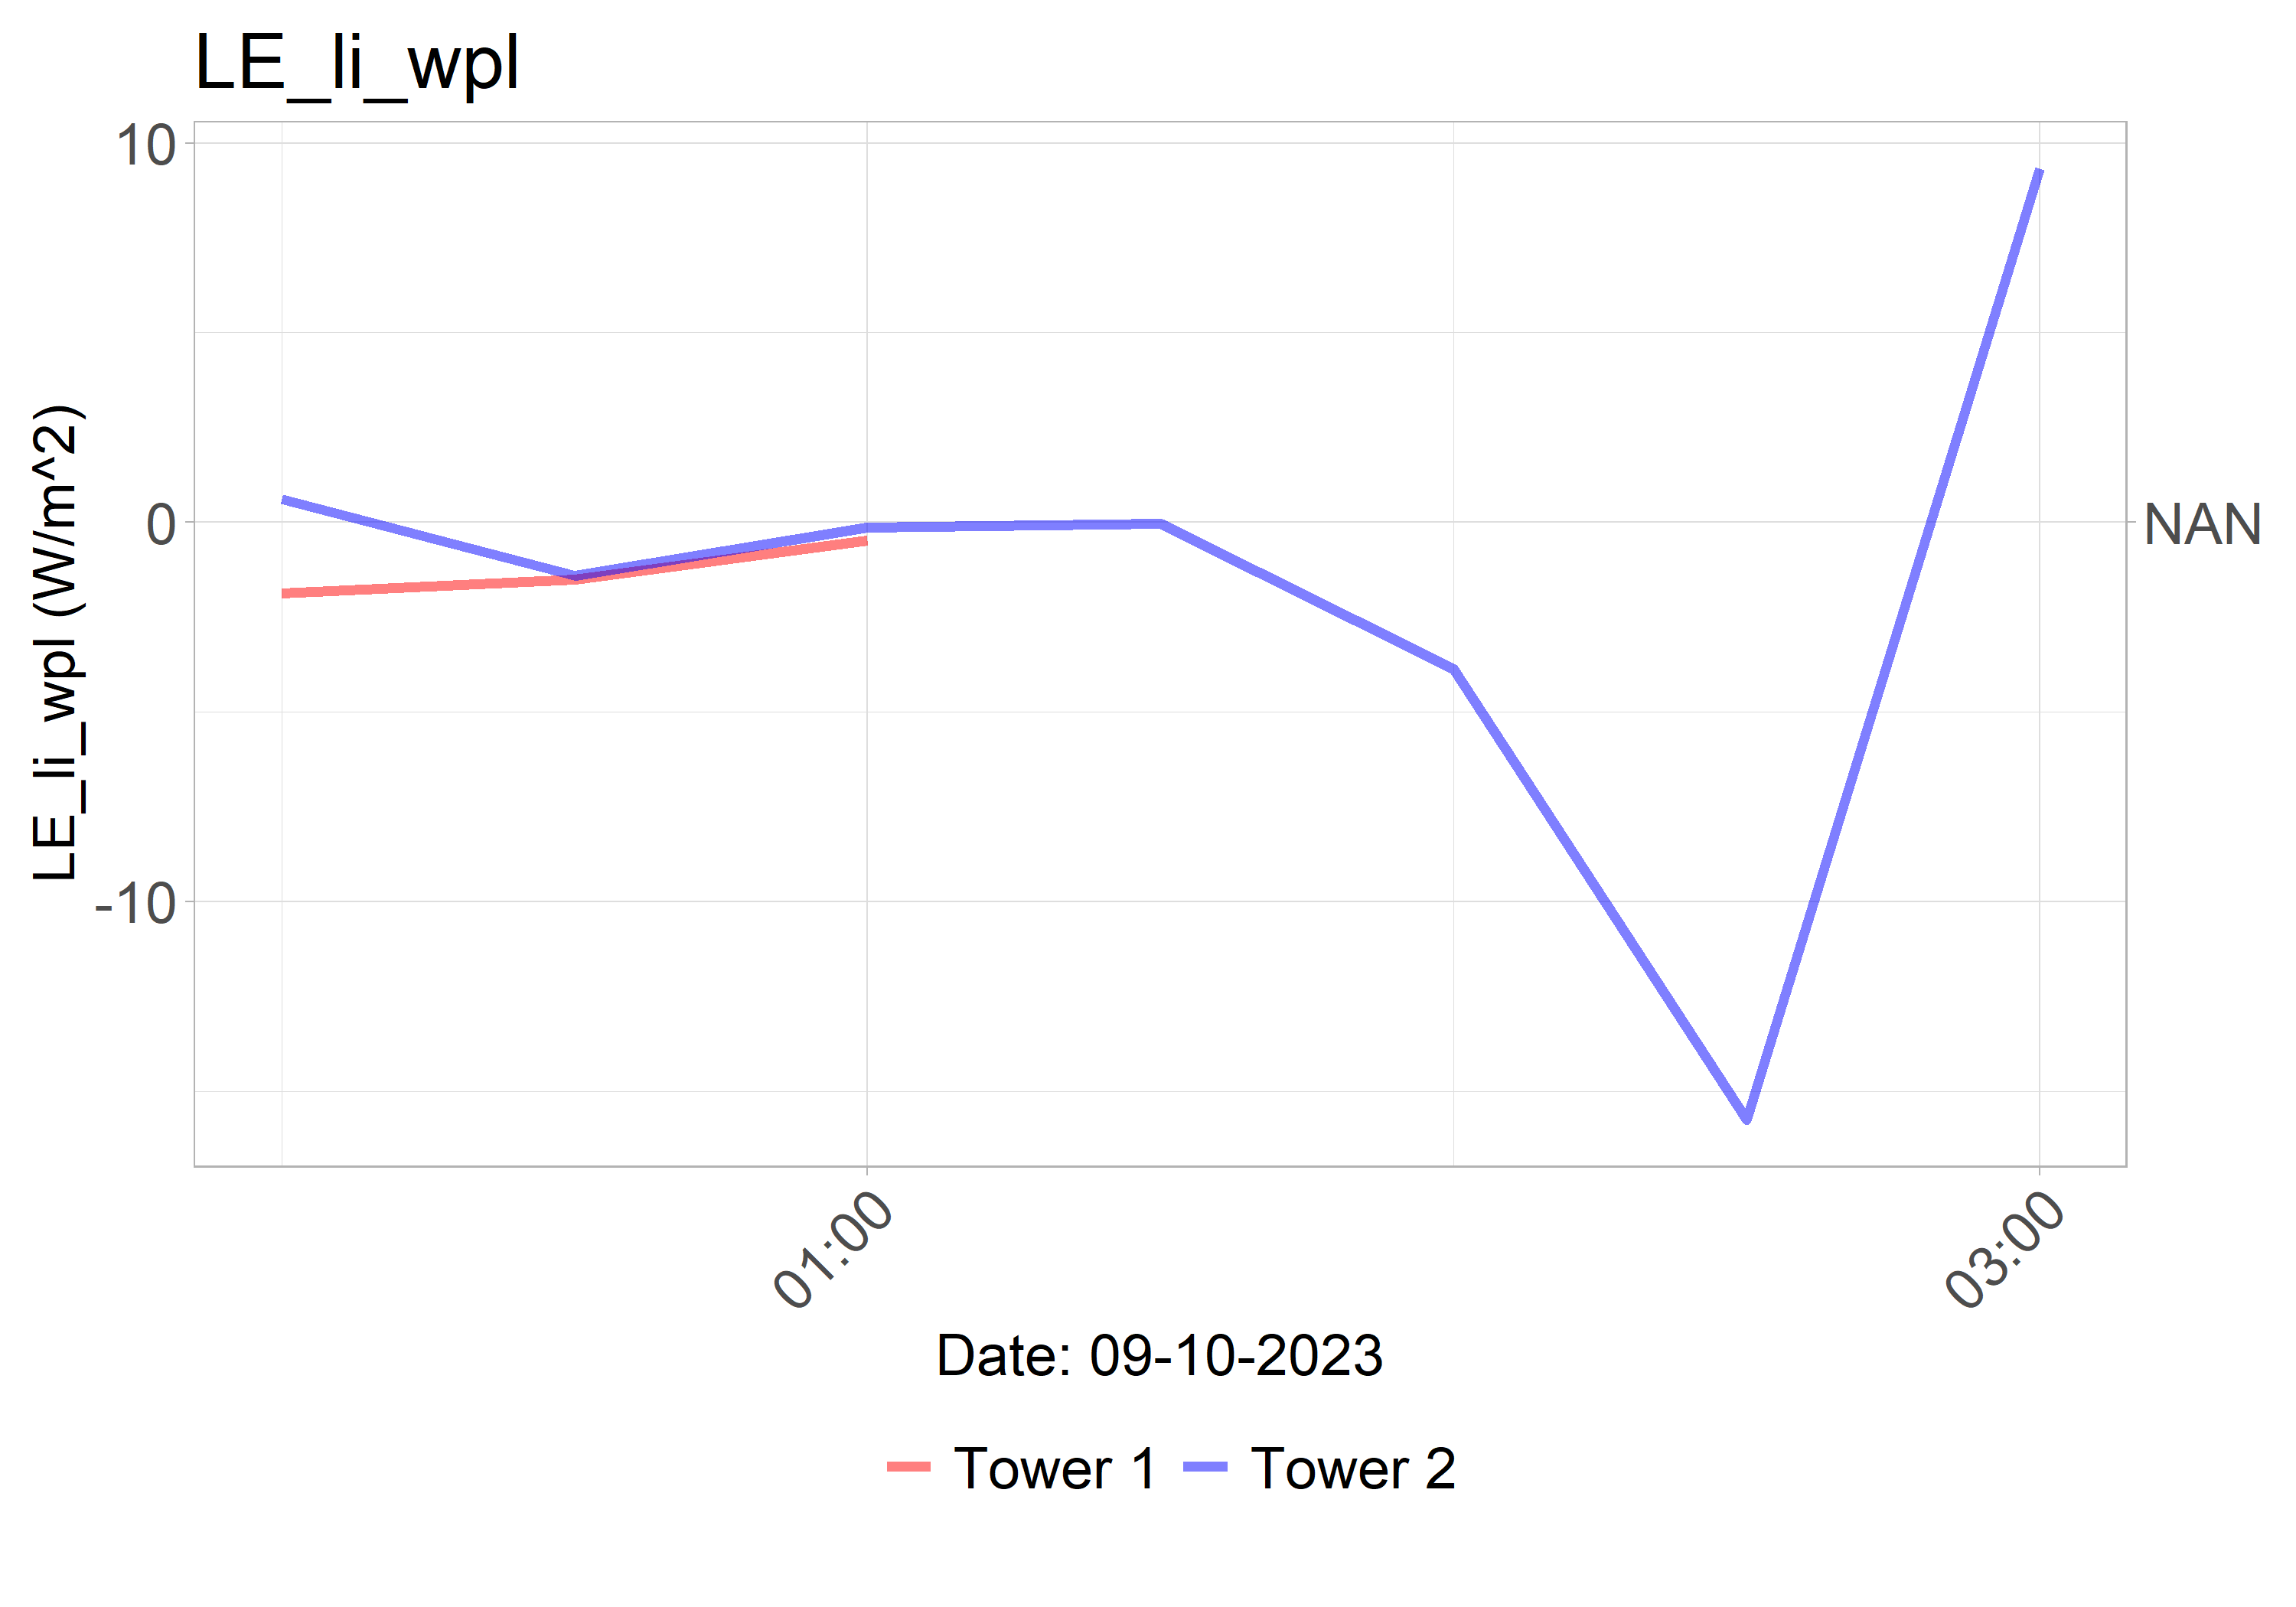 LE_li_wpl
10
0
-10
LE_li_wpl (W/m^2)
NAN
01:00
03:00
Date: 09-10-2023
Tower 1
Tower 2